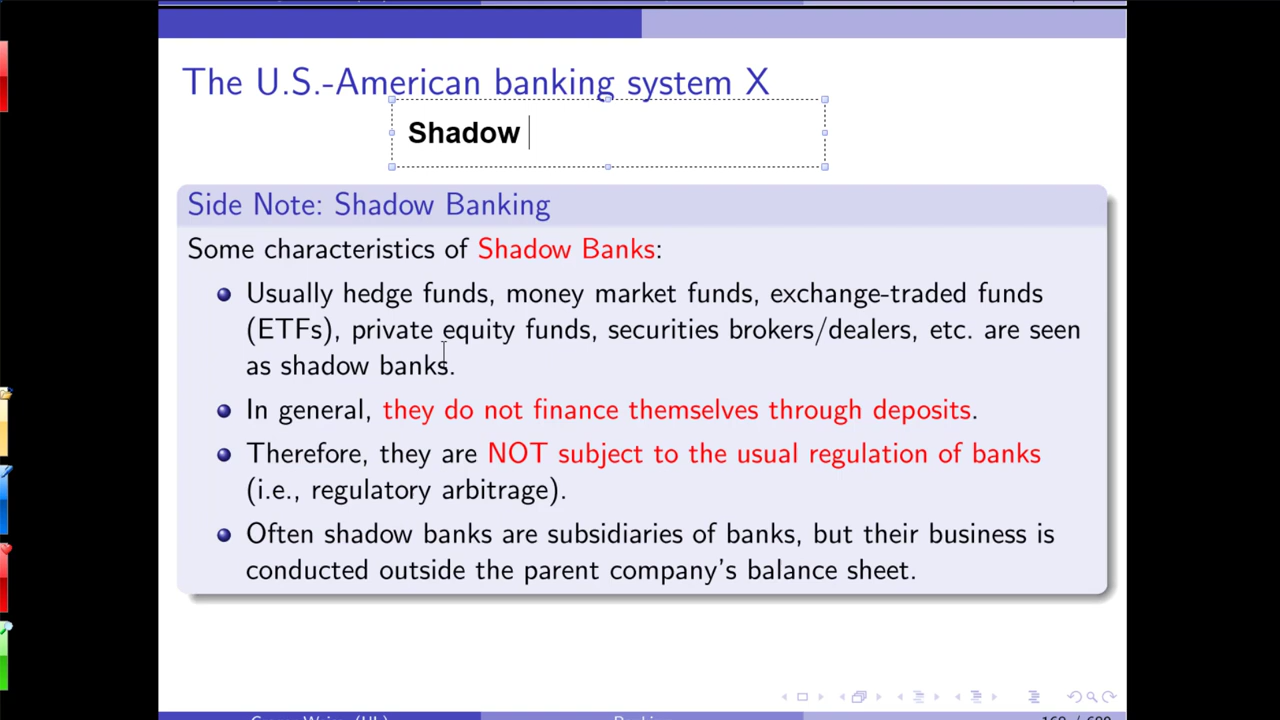 The U.S.-American banking system X
Shadow
Side Note: Shadow Banking
Some characteristics of Shadow Banks:
Usually hedge funds, money market funds, exchange-traded funds
(ETFs), private equity funds, securities brokers/dealers, etc. are seen
as shadow banks.
In general, they do not finance themselves through deposits.
Therefore, they are NOT subject to the usual regulation of banks
(i.e., regulatory arbitrage).
Often shadow banks are subsidiaries of banks, but their business is
conducted outside the parent company's balance sheet.